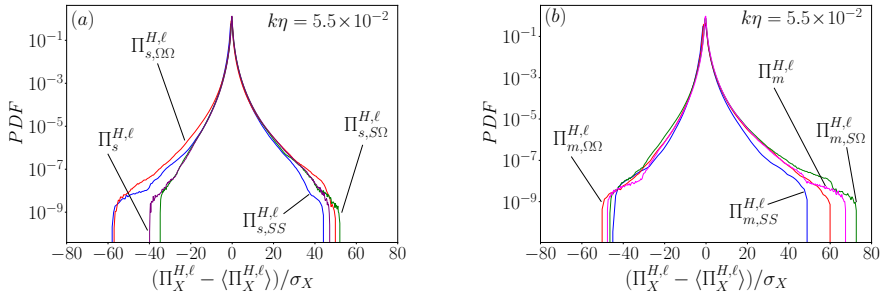 (a) kη = 5.5×10⁻²
10⁻¹
10⁻³
10⁻⁵
10⁻⁷
10⁻⁹
PDF
Π_{s,ΩΩ}^{H,ℓ}
Π_s^{H,ℓ}
Π_{s,SΩ}^{H,ℓ}
Π_{s,SS}^{H,ℓ}
−80 −60 −40 −20 0 20 40 60 80
(Π_X^{H,ℓ} − ⟨Π_X^{H,ℓ}⟩)/σ_X
(b) kη = 5.5×10⁻²
10⁻¹
10⁻³
10⁻⁵
10⁻⁷
10⁻⁹
PDF
Π_m^{H,ℓ}
Π_{m,ΩΩ}^{H,ℓ}
Π_{m,SΩ}^{H,ℓ}
Π_{m,SS}^{H,ℓ}
−80 −60 −40 −20 0 20 40 60 80
(Π_X^{H,ℓ} − ⟨Π_X^{H,ℓ}⟩)/σ_X